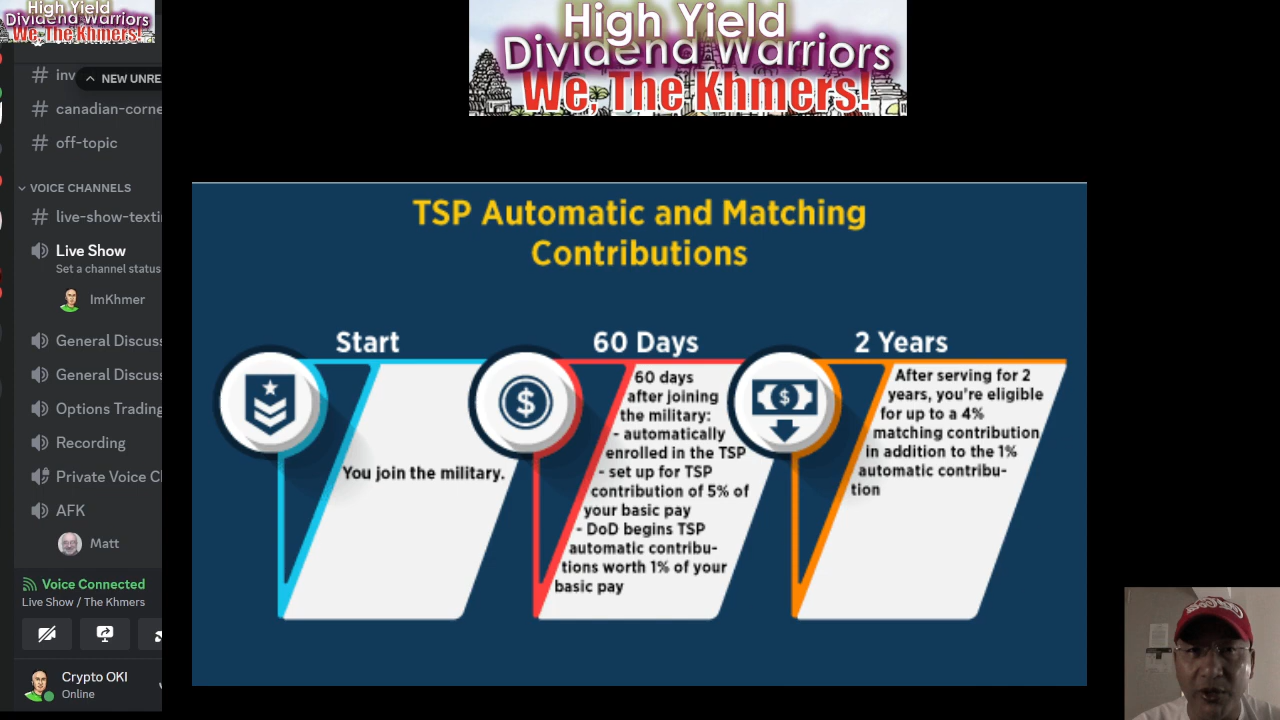 High Yield
Dividend Warriors
We, The Khmers!
# inv
NEW UNRE
# canadian-corne
# off-topic
VOICE CHANNELS
# live-show-texti
Live Show
Set a channel status
ImKhmer
General Discuss
General Discuss
Options Trading
Recording
Private Voice C
AFK
Matt
Voice Connected
Live Show / The Khmers
Crypto OKI
Online
High Yield
Dividend Warriors
We, The Khmers!
TSP Automatic and Matching
Contributions
Start
You join the military.
60 Days
60 days
after joining
the military:
- automatically
enrolled in the TSP
- set up for TSP
contribution of 5% of
your basic pay
- DoD begins TSP
automatic contribu-
tions worth 1% of your
basic pay
2 Years
After serving for 2
years, you're eligible
for up to a 4%
matching contribution
in addition to the 1%
automatic contribu-
tion